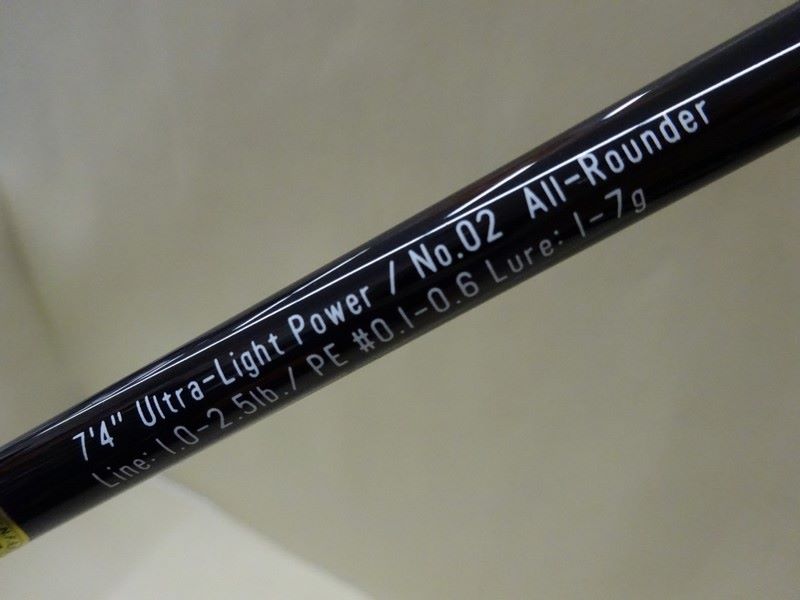 7'4" Ultra-Light Power / No.02 All-Rounder
Line: 1.0-2.5lb./ PE #0.1-0.6 Lure: 1-7g